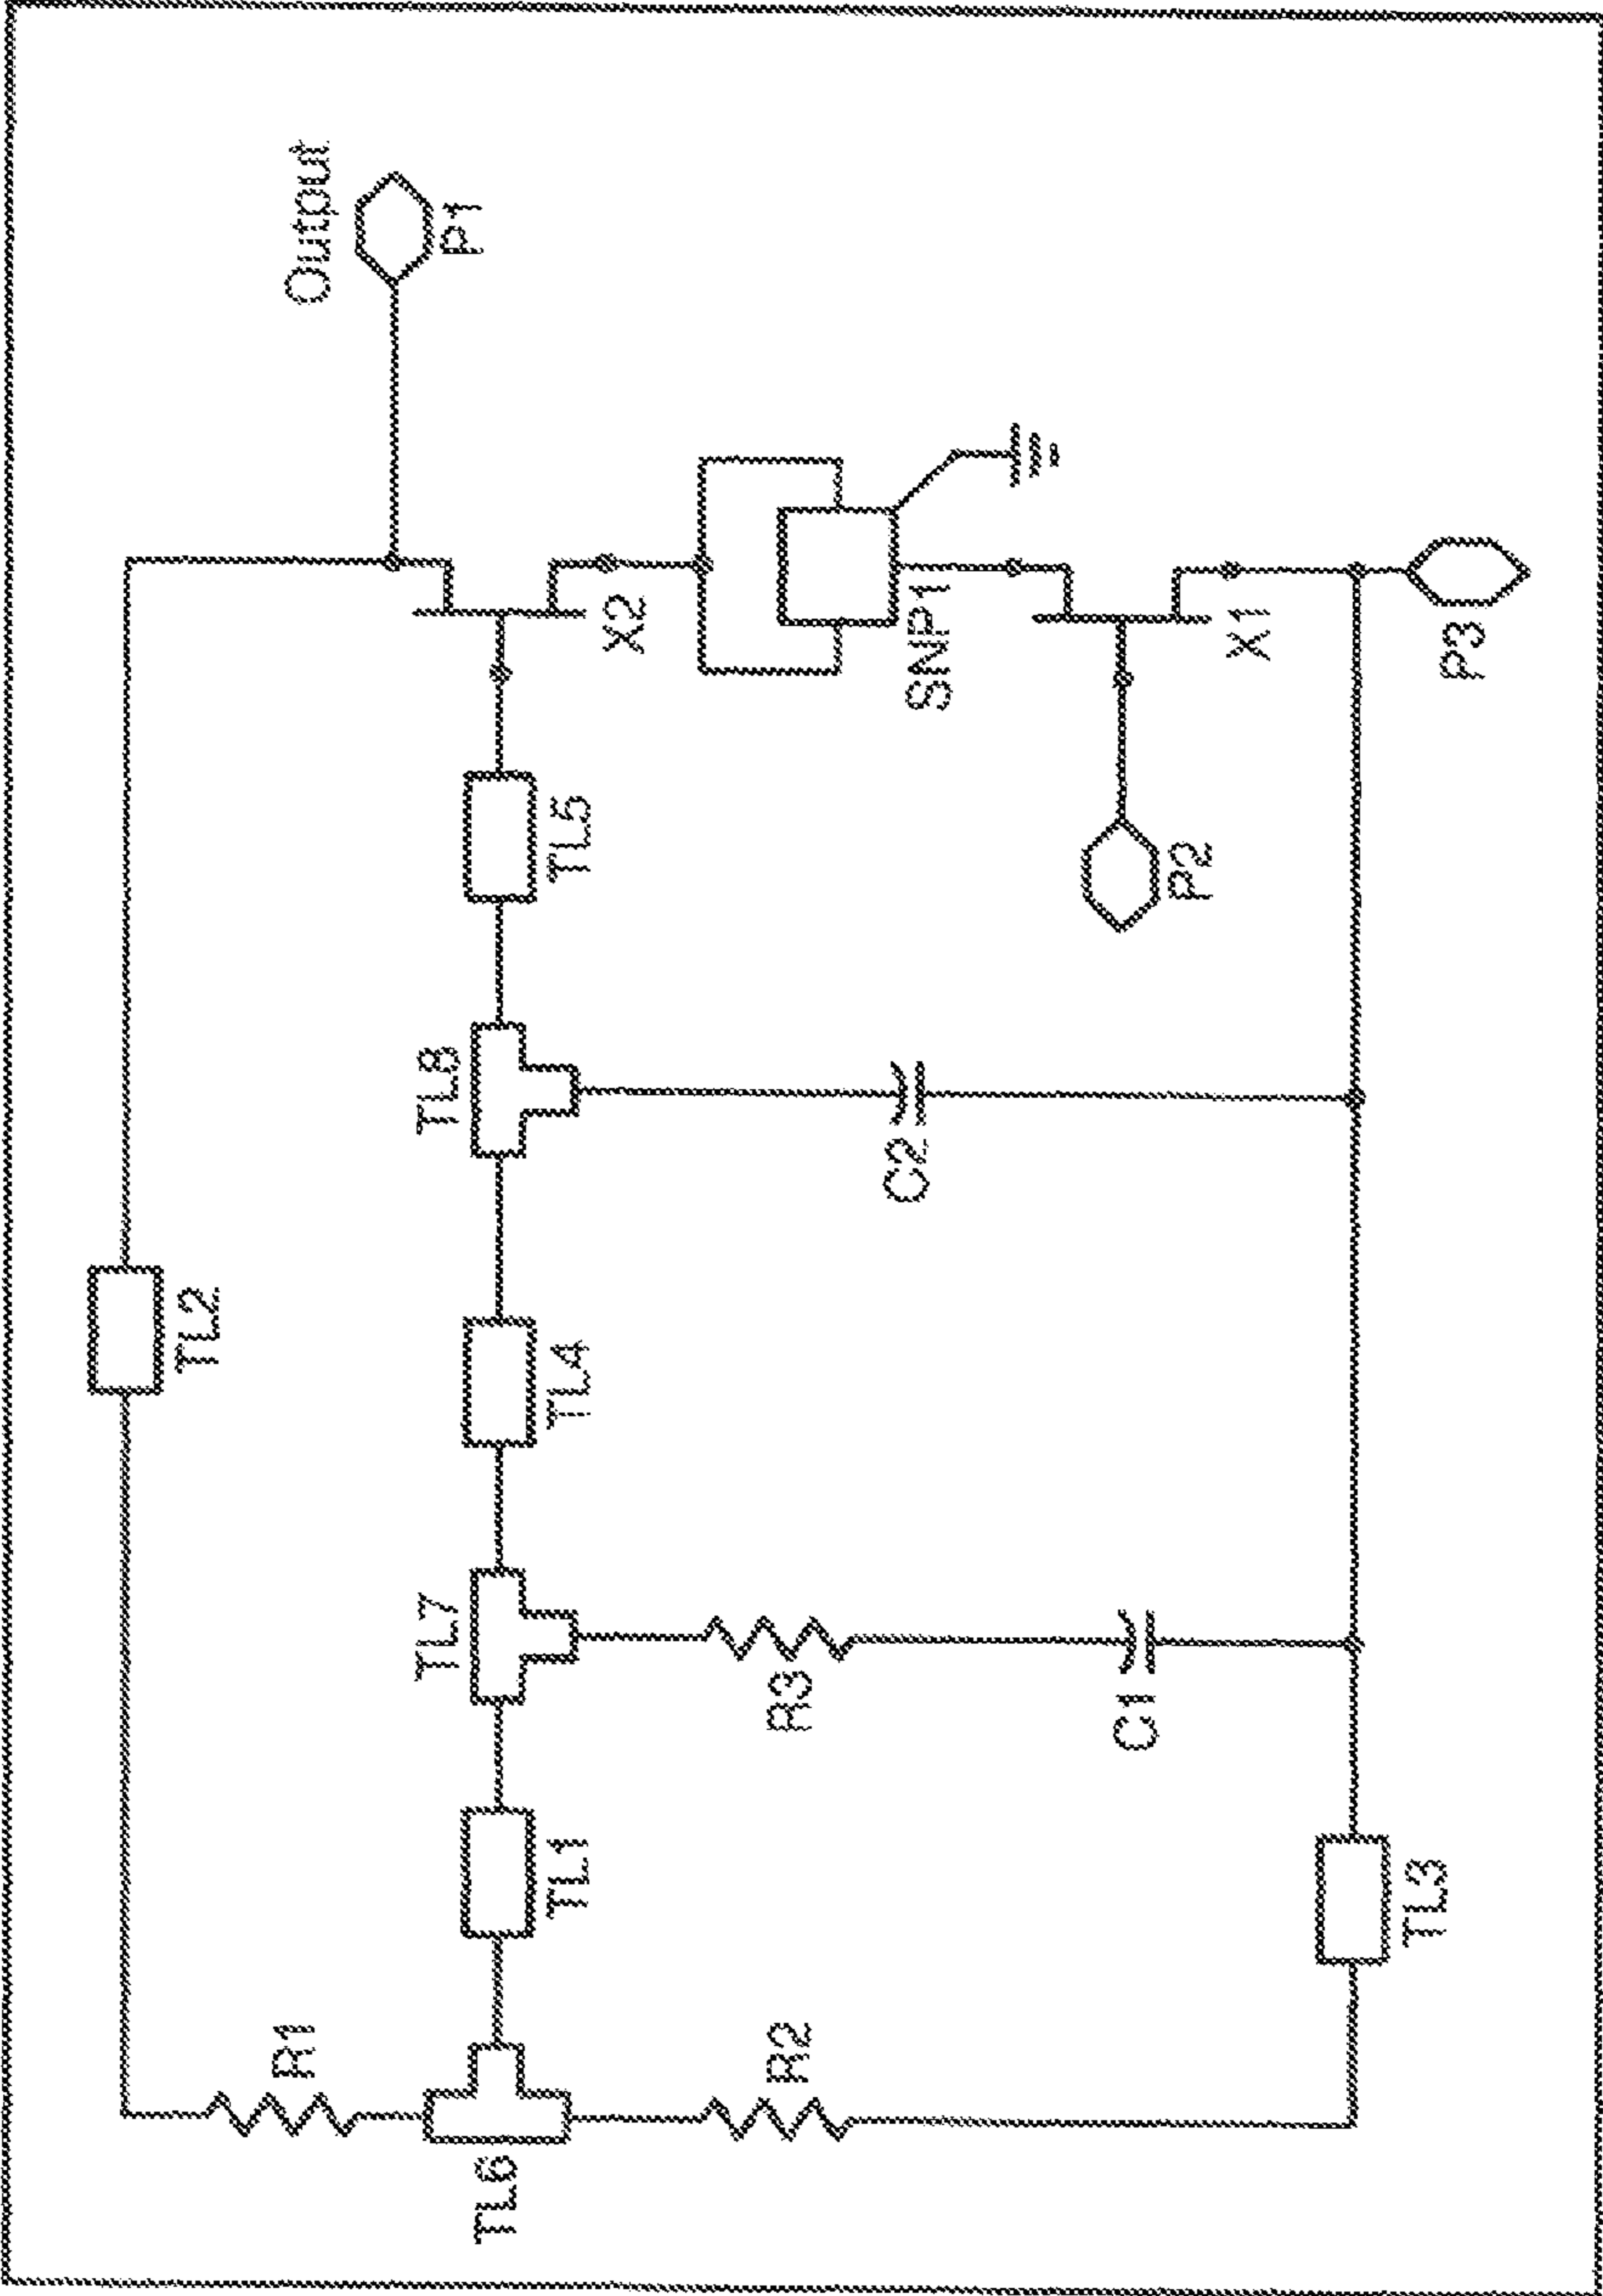 Output
P1
TL2
R1
TL6
TL1
TL7
TL4
TL8
TL5
X2
R2
R3
C2
SNP1
C1
P2
X1
TL3
P3